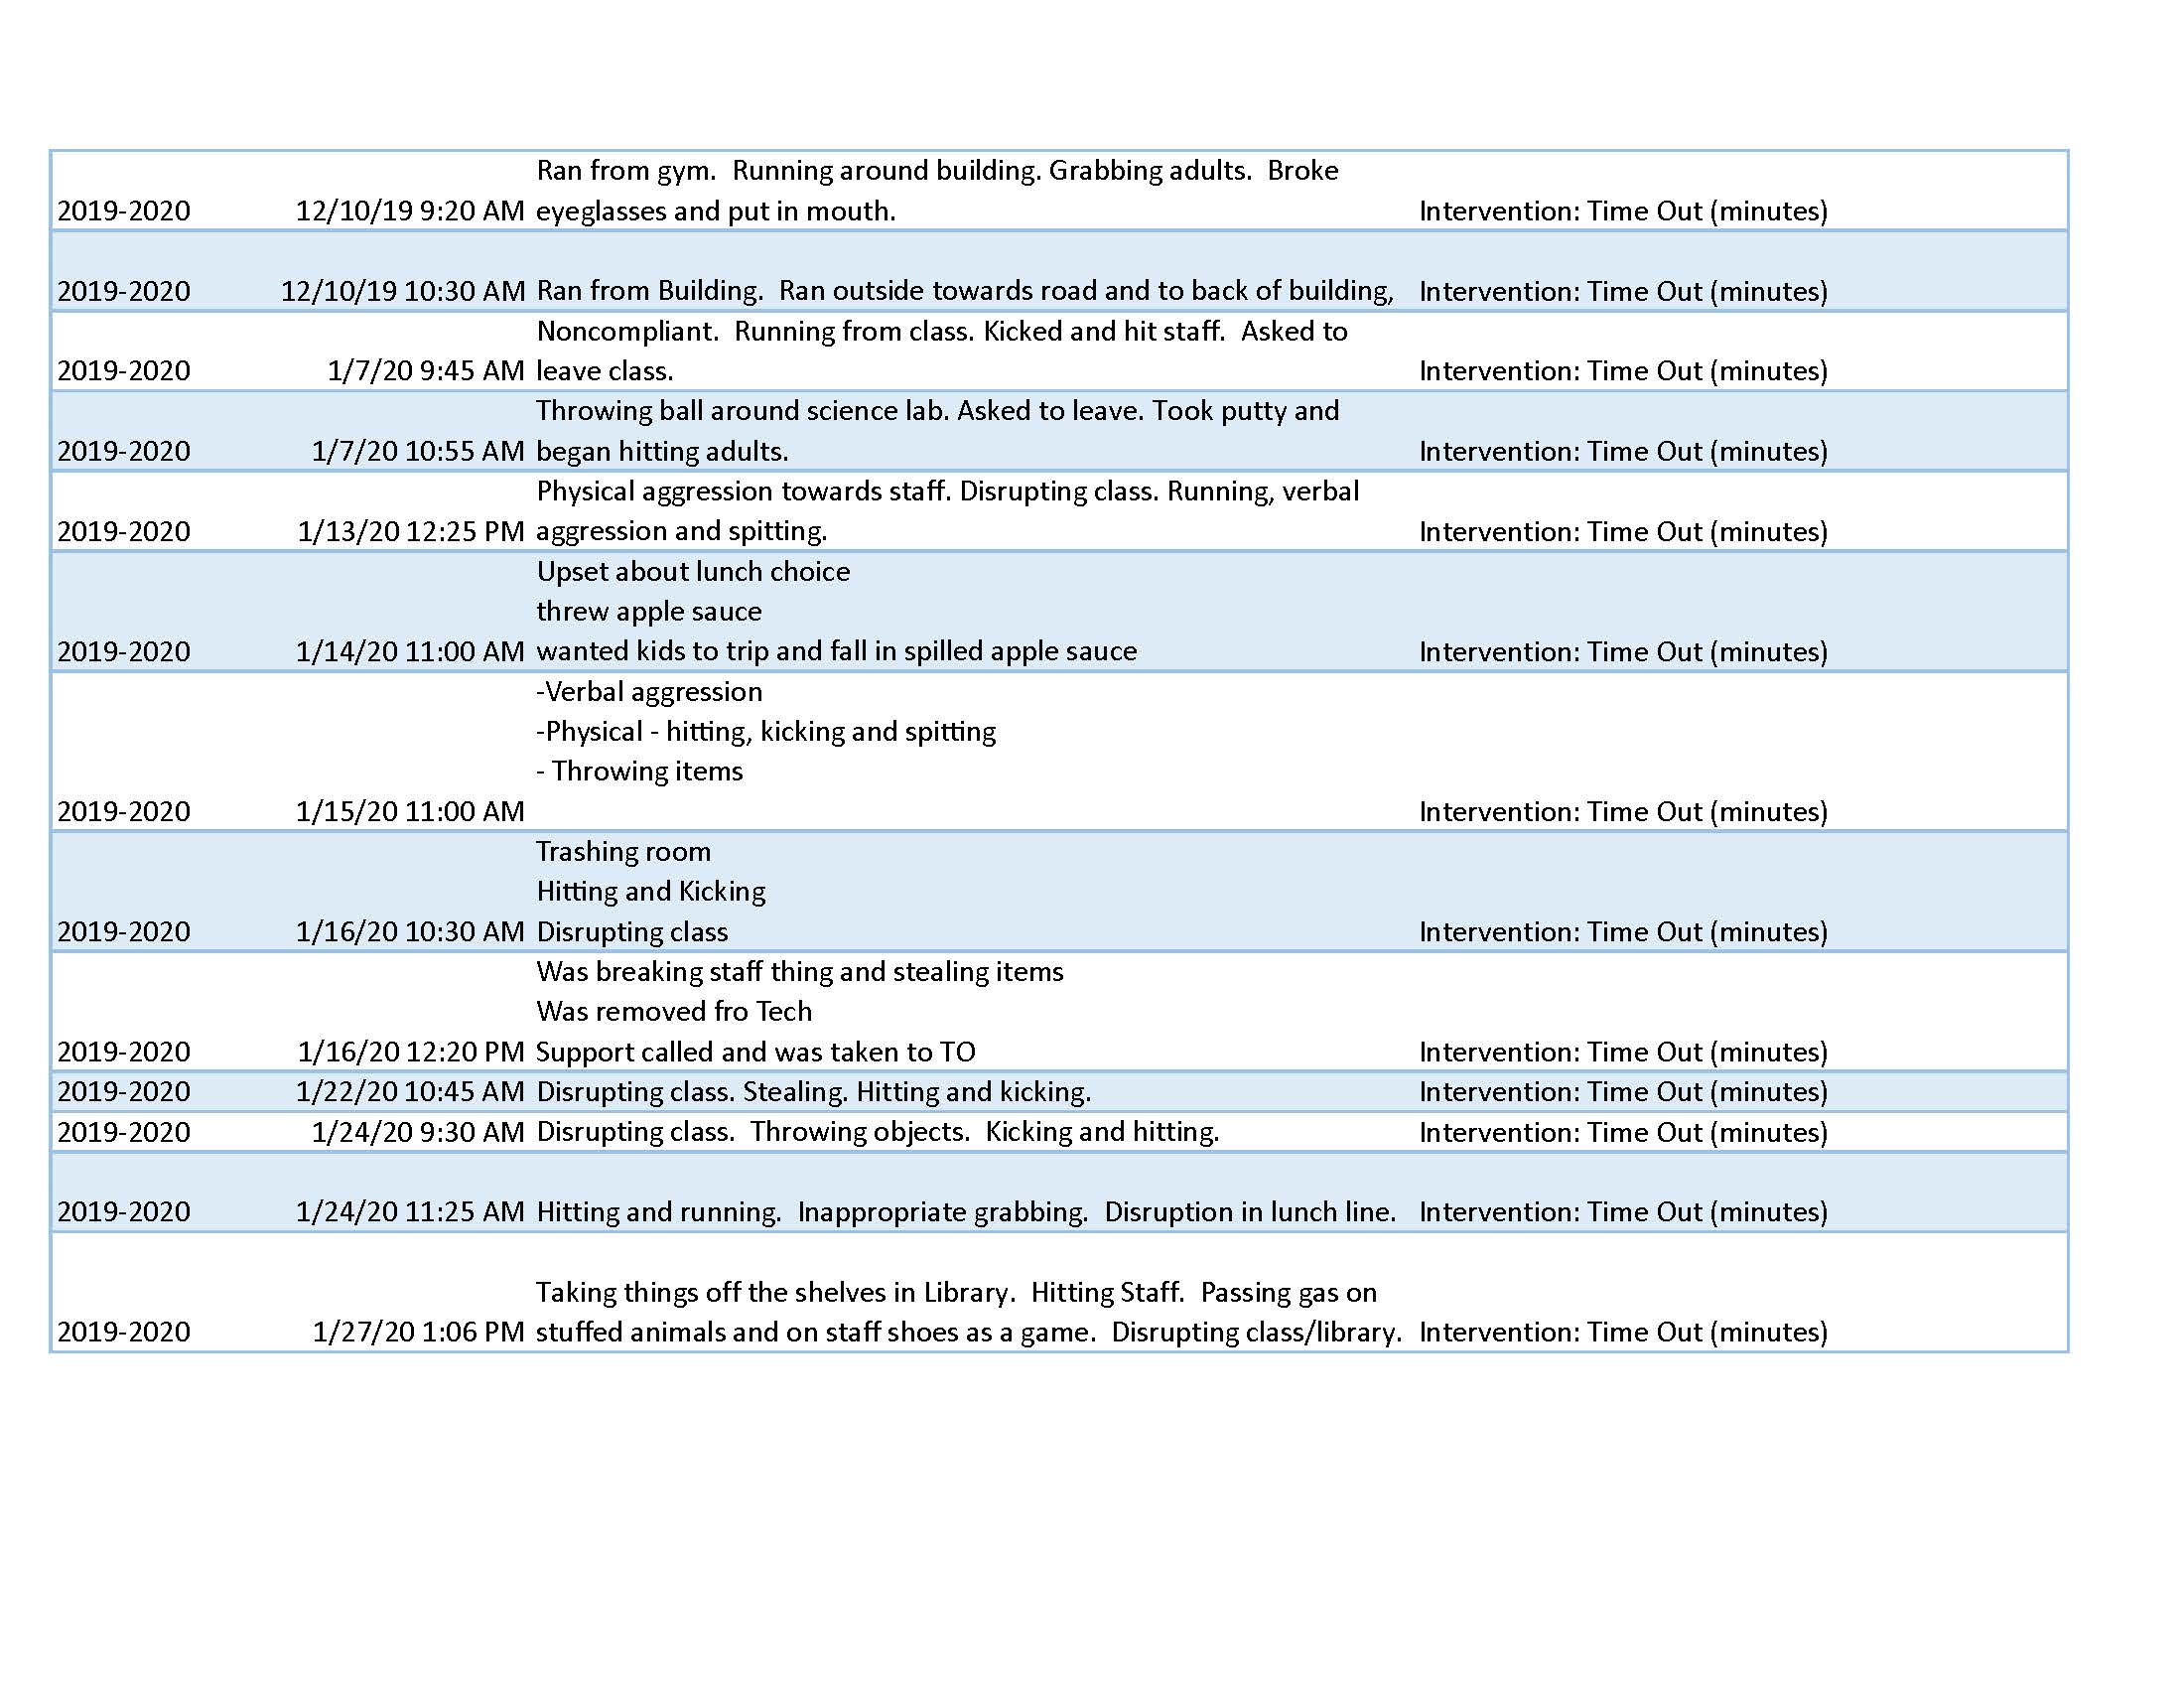 Ran from gym.  Running around building. Grabbing adults.  Broke
2019-2020 12/10/19 9:20 AM eyeglasses and put in mouth. Intervention: Time Out (minutes)
2019-2020 12/10/19 10:30 AM Ran from Building.  Ran outside towards road and to back of building, Intervention: Time Out (minutes)
Noncompliant.  Running from class. Kicked and hit staff.  Asked to
2019-2020 1/7/20 9:45 AM leave class. Intervention: Time Out (minutes)
Throwing ball around science lab. Asked to leave. Took putty and
2019-2020 1/7/20 10:55 AM began hitting adults. Intervention: Time Out (minutes)
Physical aggression towards staff. Disrupting class. Running, verbal
2019-2020 1/13/20 12:25 PM aggression and spitting. Intervention: Time Out (minutes)
Upset about lunch choice
threw apple sauce
2019-2020 1/14/20 11:00 AM wanted kids to trip and fall in spilled apple sauce Intervention: Time Out (minutes)
-Verbal aggression
-Physical - hitting, kicking and spitting
- Throwing items
2019-2020 1/15/20 11:00 AM Intervention: Time Out (minutes)
Trashing room
Hitting and Kicking
2019-2020 1/16/20 10:30 AM Disrupting class Intervention: Time Out (minutes)
Was breaking staff thing and stealing items
Was removed fro Tech
2019-2020 1/16/20 12:20 PM Support called and was taken to TO Intervention: Time Out (minutes)
2019-2020 1/22/20 10:45 AM Disrupting class. Stealing. Hitting and kicking. Intervention: Time Out (minutes)
2019-2020 1/24/20 9:30 AM Disrupting class.  Throwing objects.  Kicking and hitting. Intervention: Time Out (minutes)
2019-2020 1/24/20 11:25 AM Hitting and running.  Inappropriate grabbing.  Disruption in lunch line. Intervention: Time Out (minutes)
Taking things off the shelves in Library.  Hitting Staff.  Passing gas on
2019-2020 1/27/20 1:06 PM stuffed animals and on staff shoes as a game.  Disrupting class/library. Intervention: Time Out (minutes)